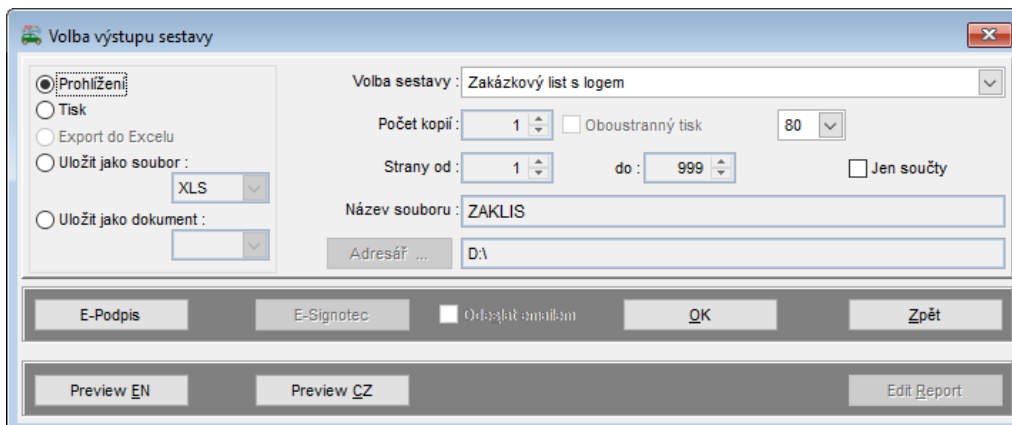 Volba výstupu sestavy
Prohlížení
Tisk
Export do Excelu
Uložit jako soubor :
XLS
Uložit jako dokument :
Volba sestavy : Zakázkový list s logem
Počet kopií : 1 Oboustranný tisk 80
Strany od : 1 do : 999 Jen součty
Název souboru : ZAKLIS
Adresář ... D:\
E-Podpis E-Signotec Odeslat emailem OK Zpět
Preview EN Preview CZ Edit Report